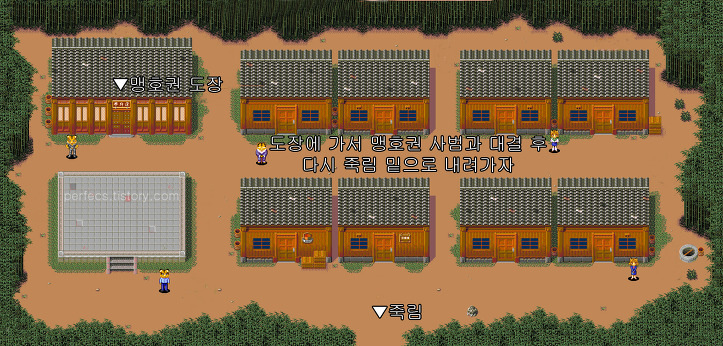 ▼맹호권 도장
도장에 가서 맹호권 사범과 대결 후
다시 죽림 밑으로 내려가자
perfecs.tistory.com
▼죽림